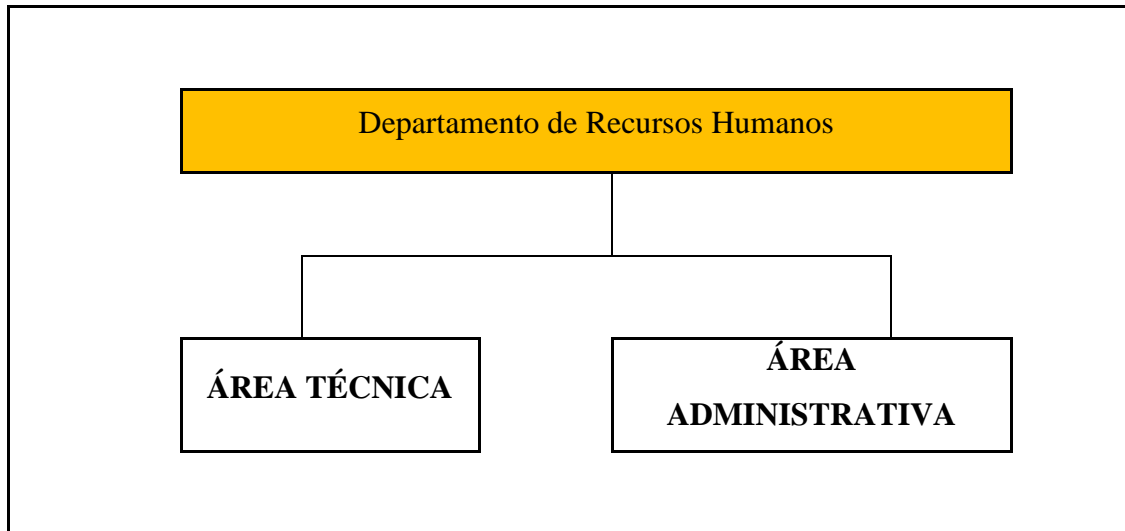 Departamento de Recursos Humanos
ÁREA TÉCNICA
ÁREA
ADMINISTRATIVA